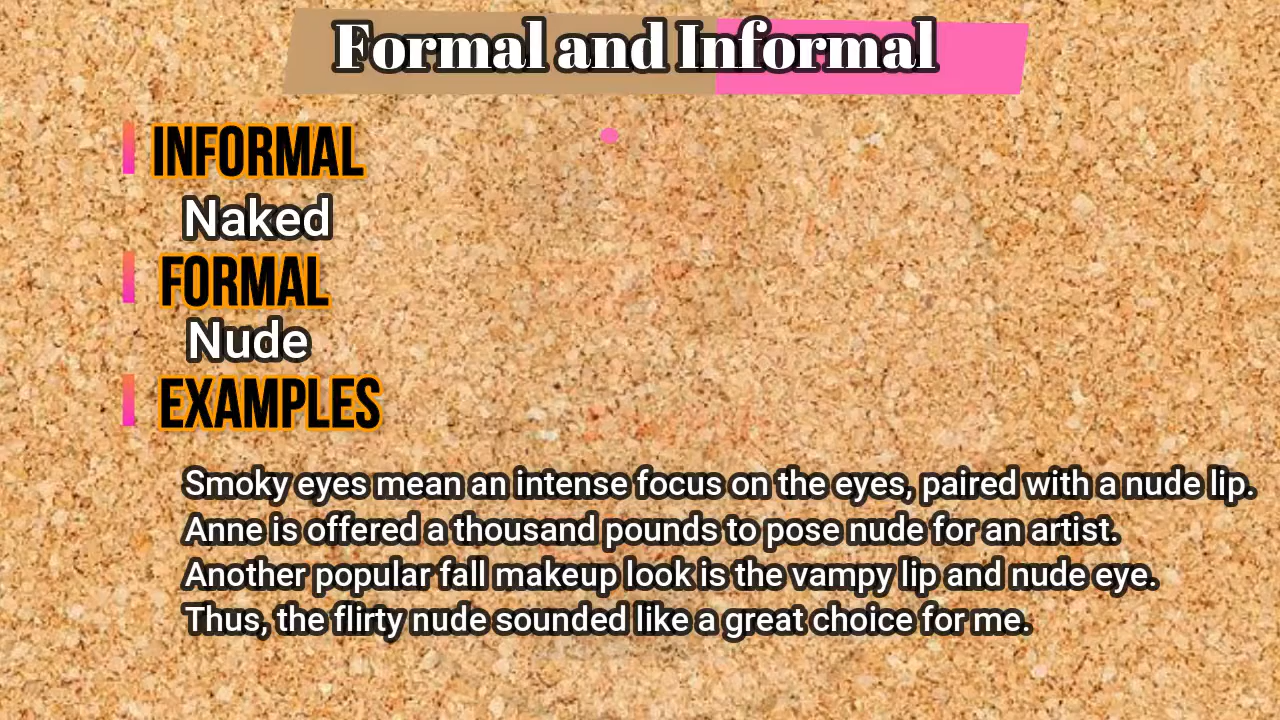 Formal and Informal
INFORMAL
Naked
FORMAL
Nude
EXAMPLES
Smoky eyes mean an intense focus on the eyes, paired with a nude lip.
Anne is offered a thousand pounds to pose nude for an artist.
Another popular fall makeup look is the vampy lip and nude eye.
Thus, the flirty nude sounded like a great choice for me.